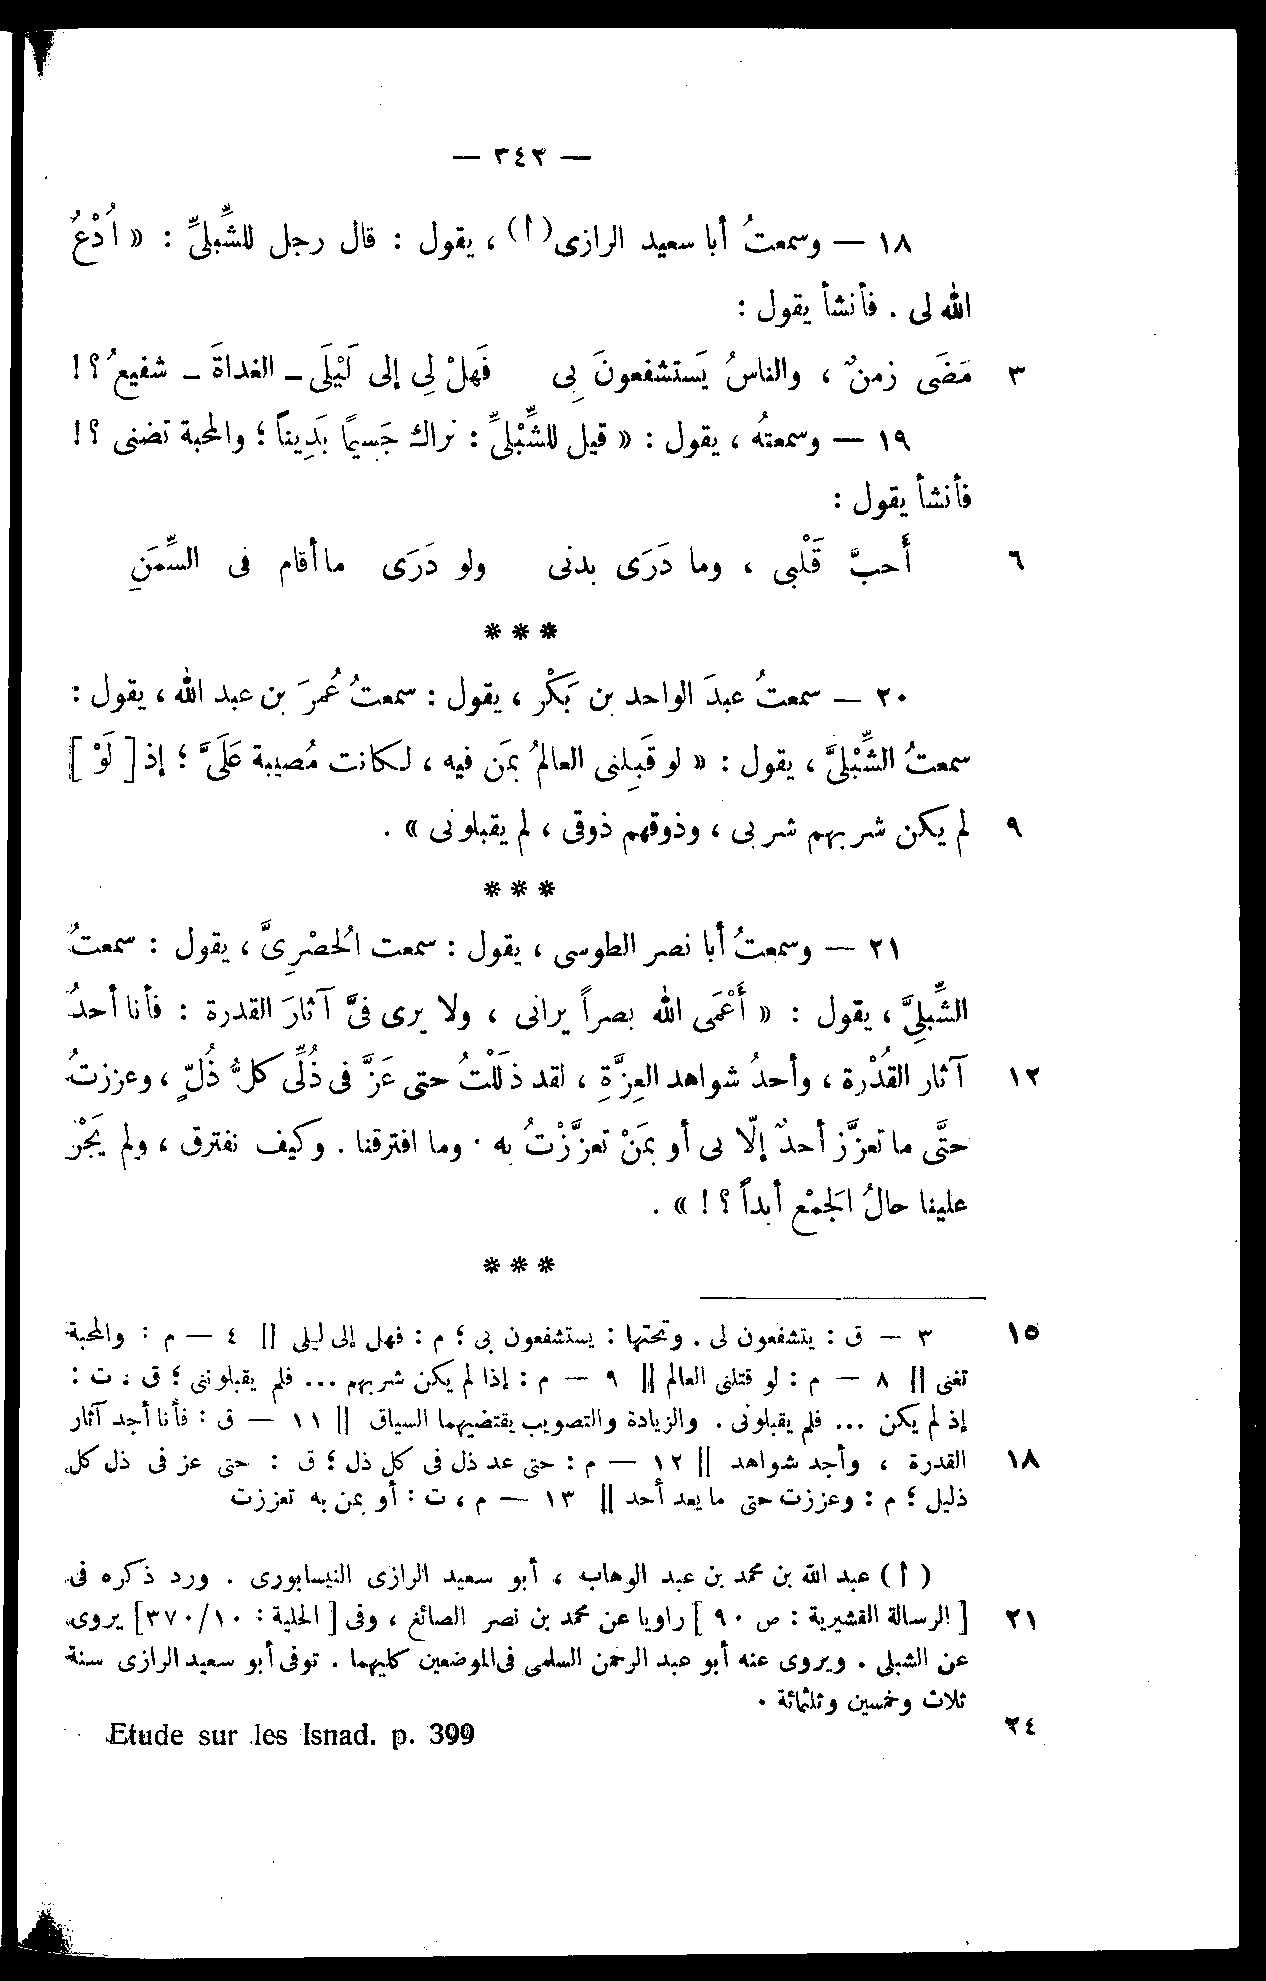 — ٣٤٣ —
١٨ — وسمعتُ أبا سعيد الرازى(أ) ، يقول : قال رجل للشِّبلىِّ : « اُدْعُ
الله لى . فأنشأ يقول :
٣ مَضَى زمنٌ ، والناسُ يَستشفعونَ بِى فَهلْ لِى إلى لَيْلَى ـ الغداةَ ـ شفيعُ ؟ !
١٩ — وسمعتُه ، يقول : « قيل للشِّبْلىِّ : نراك جَسيمًا بَدِيناً ؛ والمحبة تضنى ؟ !
فأنشأ يقول :
٦ أَحبَّ قَلْبى ، وما دَرَى بدنى ولو دَرَى ما أقام فى السِّمَنِ
* * *
٢٠ — سمعتُ عبدَ الواحد بن بَكْر ، يقول : سمعتُ عُمرَ بن عبد الله ، يقول :
سمعتُ الشِّبْلىَّ ، يقول : « لو قَبِلنى العالمُ بمَن فيه ، لكانت مُصيبة عَلَىَّ ؛ إذ [ لَوْ ]
٩ لم يكن شربهم شربى ، وذوقهم ذوقى ، لم يقبلونى » .
* * *
٢١ — وسمعتُ أبا نصر الطوسى ، يقول : سمعت الحُصْرِىَّ ، يقول : سمعتُ
الشِّبلِىَّ ، يقول : « أَعْمَى الله بصراً يرانى ، ولا يرى فىَّ آثارَ القدرة : فأنا أحدُ
١٢ آثار القُدْرة ، وأحدُ شواهد العِزَّةِ ، لقد ذلَلْتُ حتى عَزَّ فى ذُلِّى كلُّ ذُلٍّ ، وعززتُ
حتَّى ما تعزَّز أحدٌ إلّا بى أو بمَنْ تعزَّزْتُ به . وما افترقنا . وكيف نفترق ، ولم يَجْرْ
علينا حالُ الجَمْع أبداً ؟ ! » .
* * *
١٥ ٣ — ق : يتشفعون لى . وتحتها : يستشفعون بى ؛ م : فهل إلى ليلى || ٤ — م : والمحبة
تغنى || ٨ — م : لو قتلنى العالم || ٩ — م : إذا لم يكن شربهم ... فلم يقبلونى ؛ ق ، ت :
إذ لم يكن ... فلم يقبلونى . والزيادة والتصويب يقتضيهما السياق || ١١ — ق : فأنا أجد آثار
١٨ القدرة ، وأجد شواهد || ١٢ — م : حتى عد ذل فى كل ذل ؛ ق : حتى عز فى ذل كل
ذليل ؛ م : وعززت حتى ما يعد أحد || ١٣ — م ، ت : أو بمن به تعززت
( أ ) عبد الله بن محمد بن عبد الوهاب ، أبو سعيد الرازى النيسابورى . ورد ذكره فى
٢١ [ الرسالة القشيرية : ص ٩٠ ] راويا عن محمد بن نصر الصائغ ، وفى [ الحلية : ٣٧٠/١٠ ] يروى
عن الشبلى . ويروى عنه أبو عبد الرحمن السلمى فى الموضعين كليهما . توفى أبو سعيد الرازى سنة
ثلاث وخمسين وثلثمائة .
٢٤ Etude sur les Isnad. p. 399